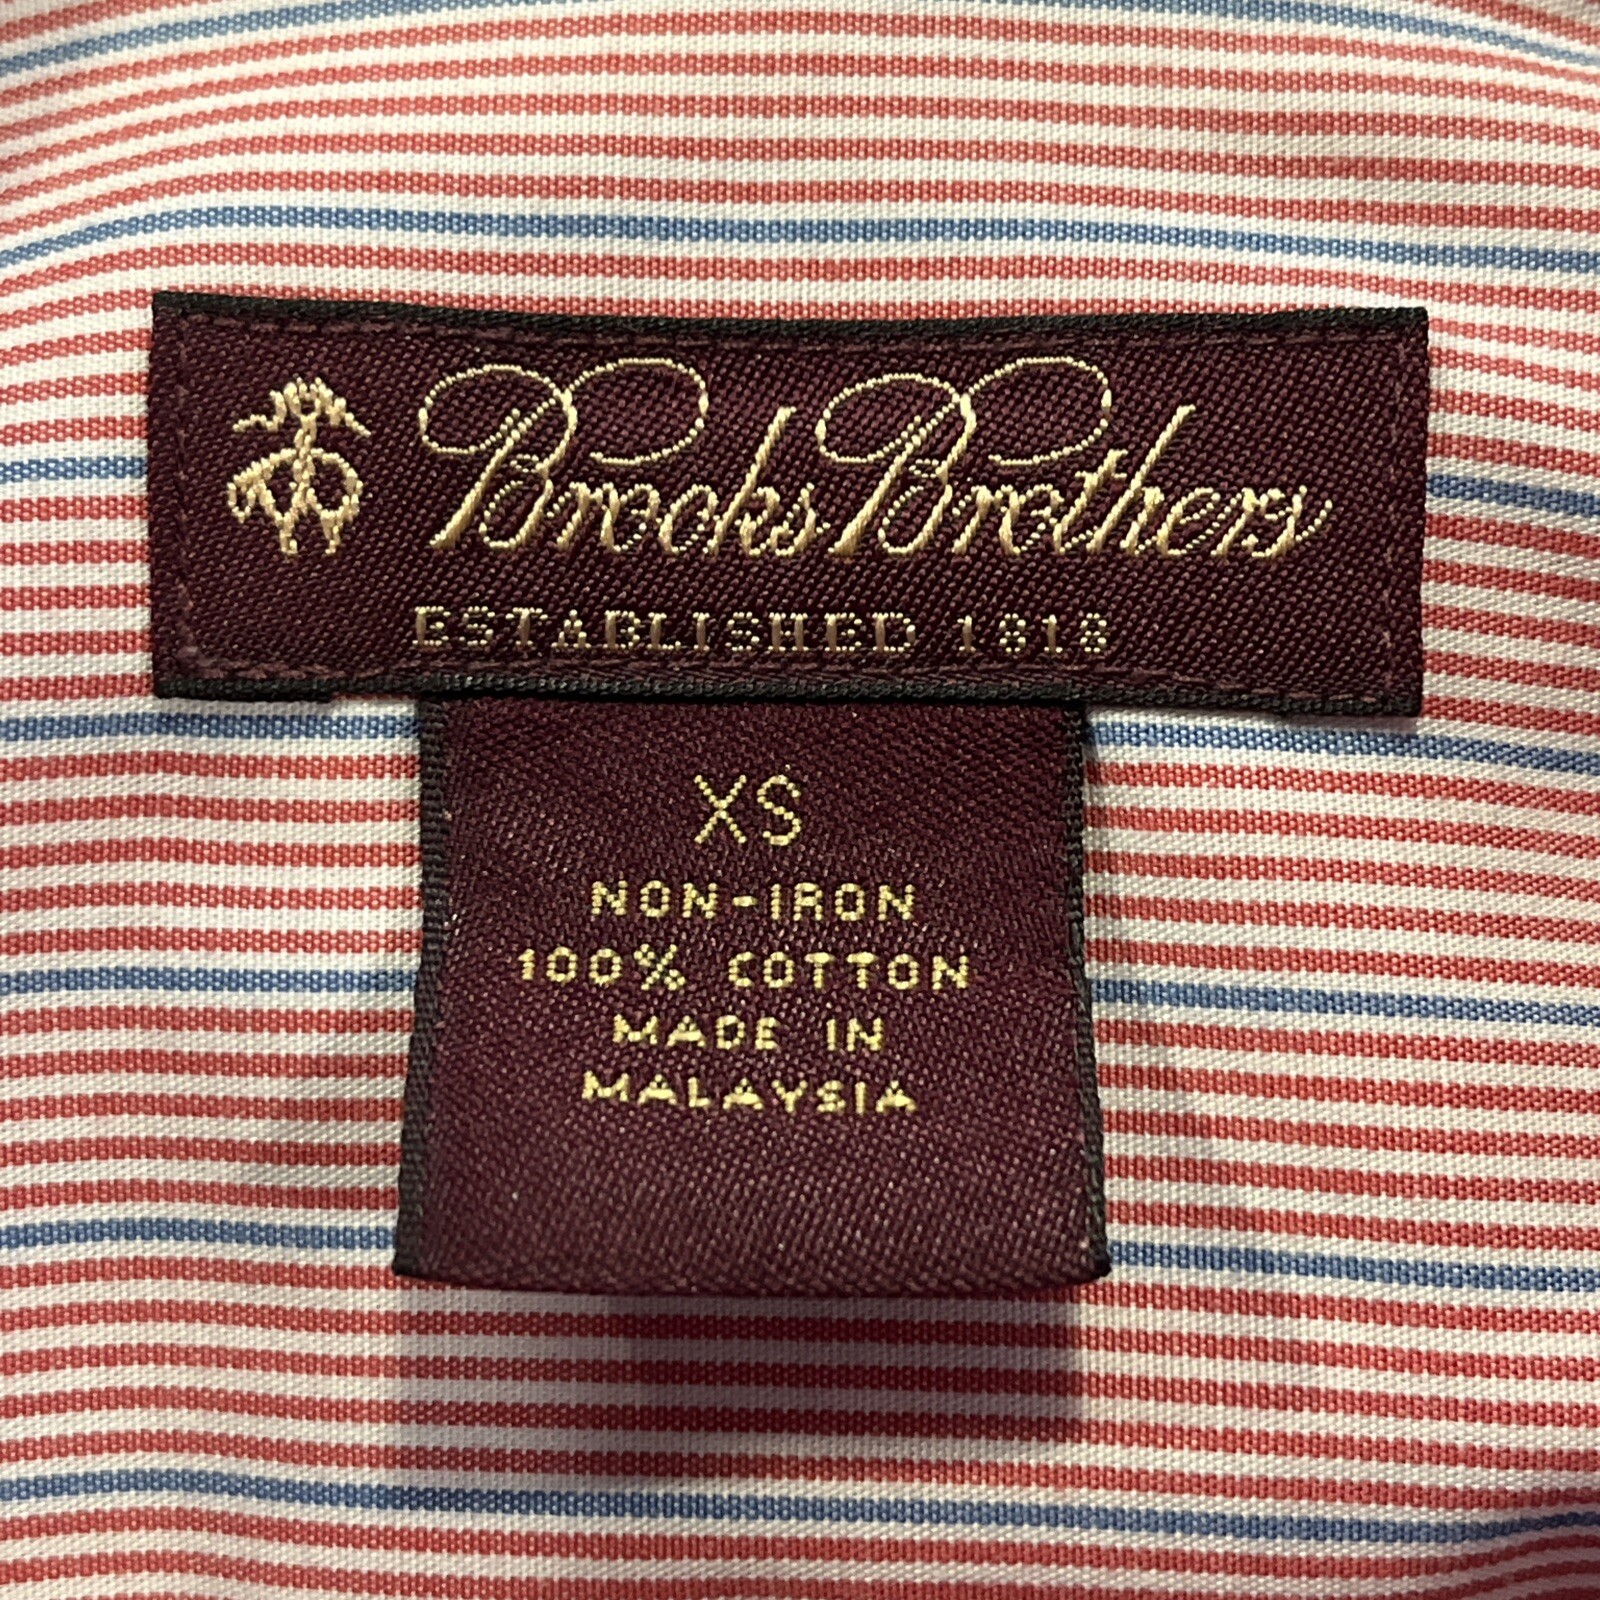 Brooks Brothers
ESTABLISHED 1818
XS
NON-IRON
100% COTTON
MADE IN
MALAYSIA